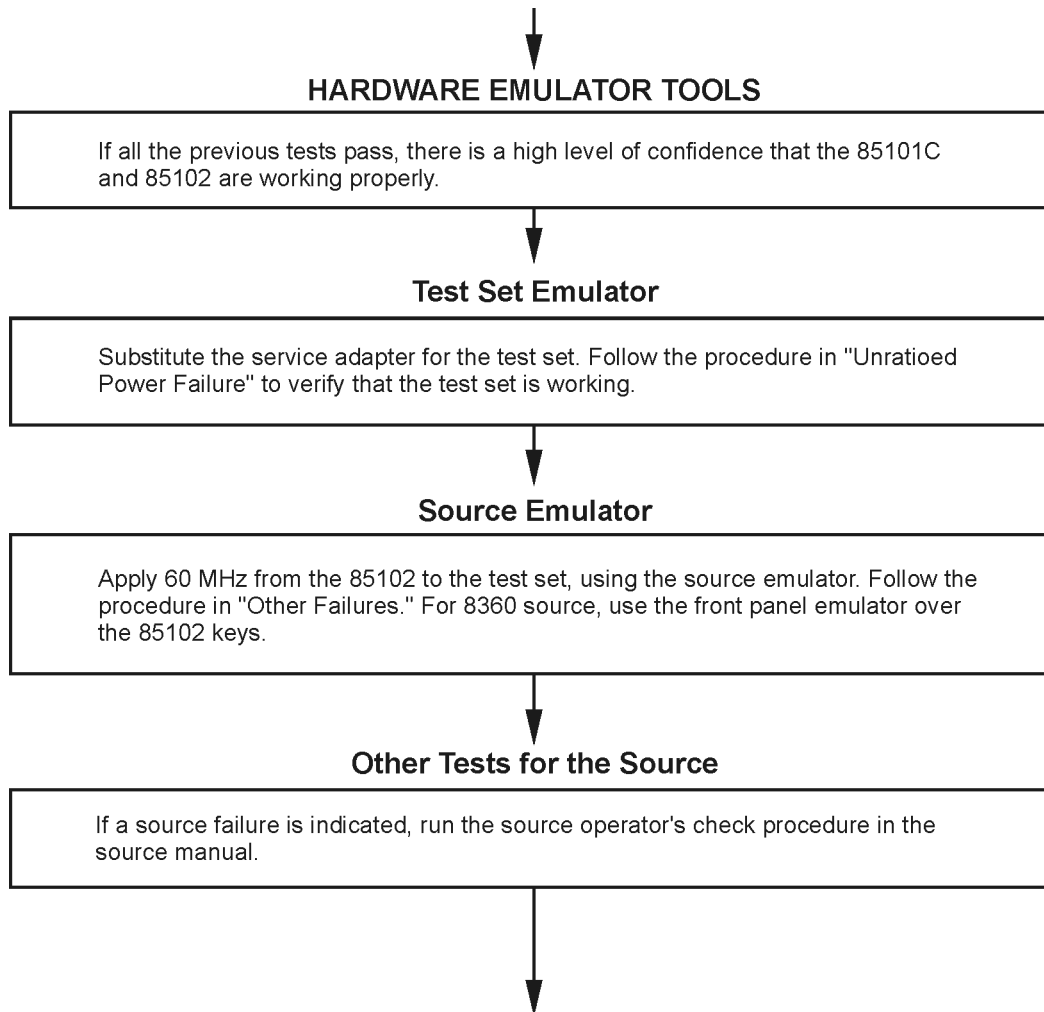 HARDWARE EMULATOR TOOLS
If all the previous tests pass, there is a high level of confidence that the 85101C
and 85102 are working properly.
Test Set Emulator
Substitute the service adapter for the test set. Follow the procedure in "Unratioed
Power Failure" to verify that the test set is working.
Source Emulator
Apply 60 MHz from the 85102 to the test set, using the source emulator. Follow the
procedure in "Other Failures." For 8360 source, use the front panel emulator over
the 85102 keys.
Other Tests for the Source
If a source failure is indicated, run the source operator's check procedure in the
source manual.